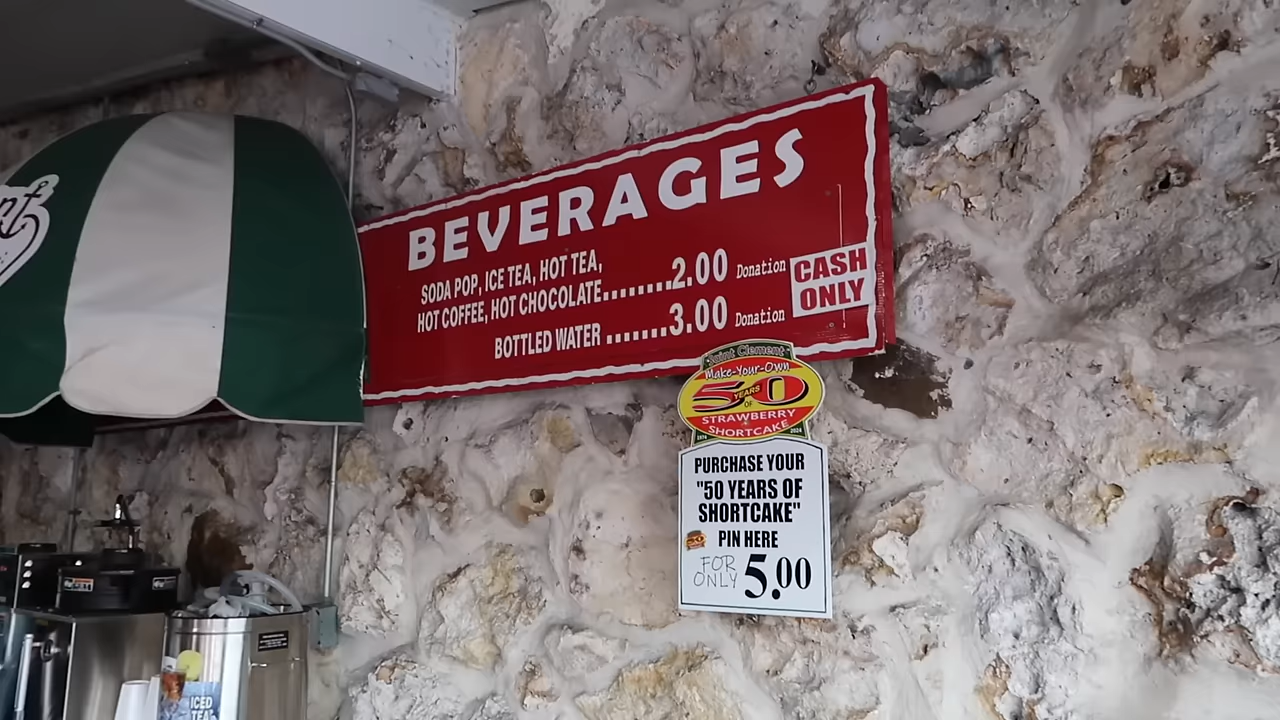 BEVERAGES
SODA POP, ICE TEA, HOT TEA,
HOT COFFEE, HOT CHOCOLATE........2.00 Donation
BOTTLED WATER .......3.00 Donation
CASH
ONLY
Saint Clement
Make-Your-Own
50
YEARS
OF
STRAWBERRY
SHORTCAKE
1974 2024
PURCHASE YOUR
"50 YEARS OF
SHORTCAKE"
PIN HERE
FOR
ONLY 5.00
ICED
TEA